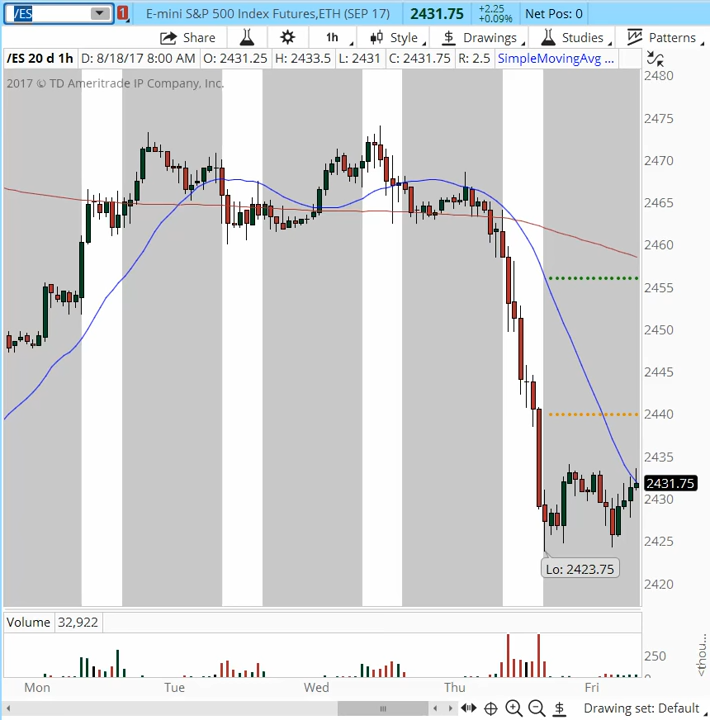 /ES 1 E-mini S&P 500 Index Futures,ETH (SEP 17) 2431.75 +2.25 +0.09% Net Pos: 0
Share 1h Style $ Drawings Studies Patterns
/ES 20 d 1h D: 8/18/17 8:00 AM O: 2431.25 H: 2433.5 L: 2431 C: 2431.75 R: 2.5 SimpleMovingAvg ...
2017 © TD Ameritrade IP Company, Inc.
2480
2475
2470
2465
2460
2455
2450
2445
2440
2435
2431.75
2430
2425
Lo: 2423.75
2420
Volume 32,922
250
0
<thou...
Mon Tue Wed Thu Fri
$ Drawing set: Default